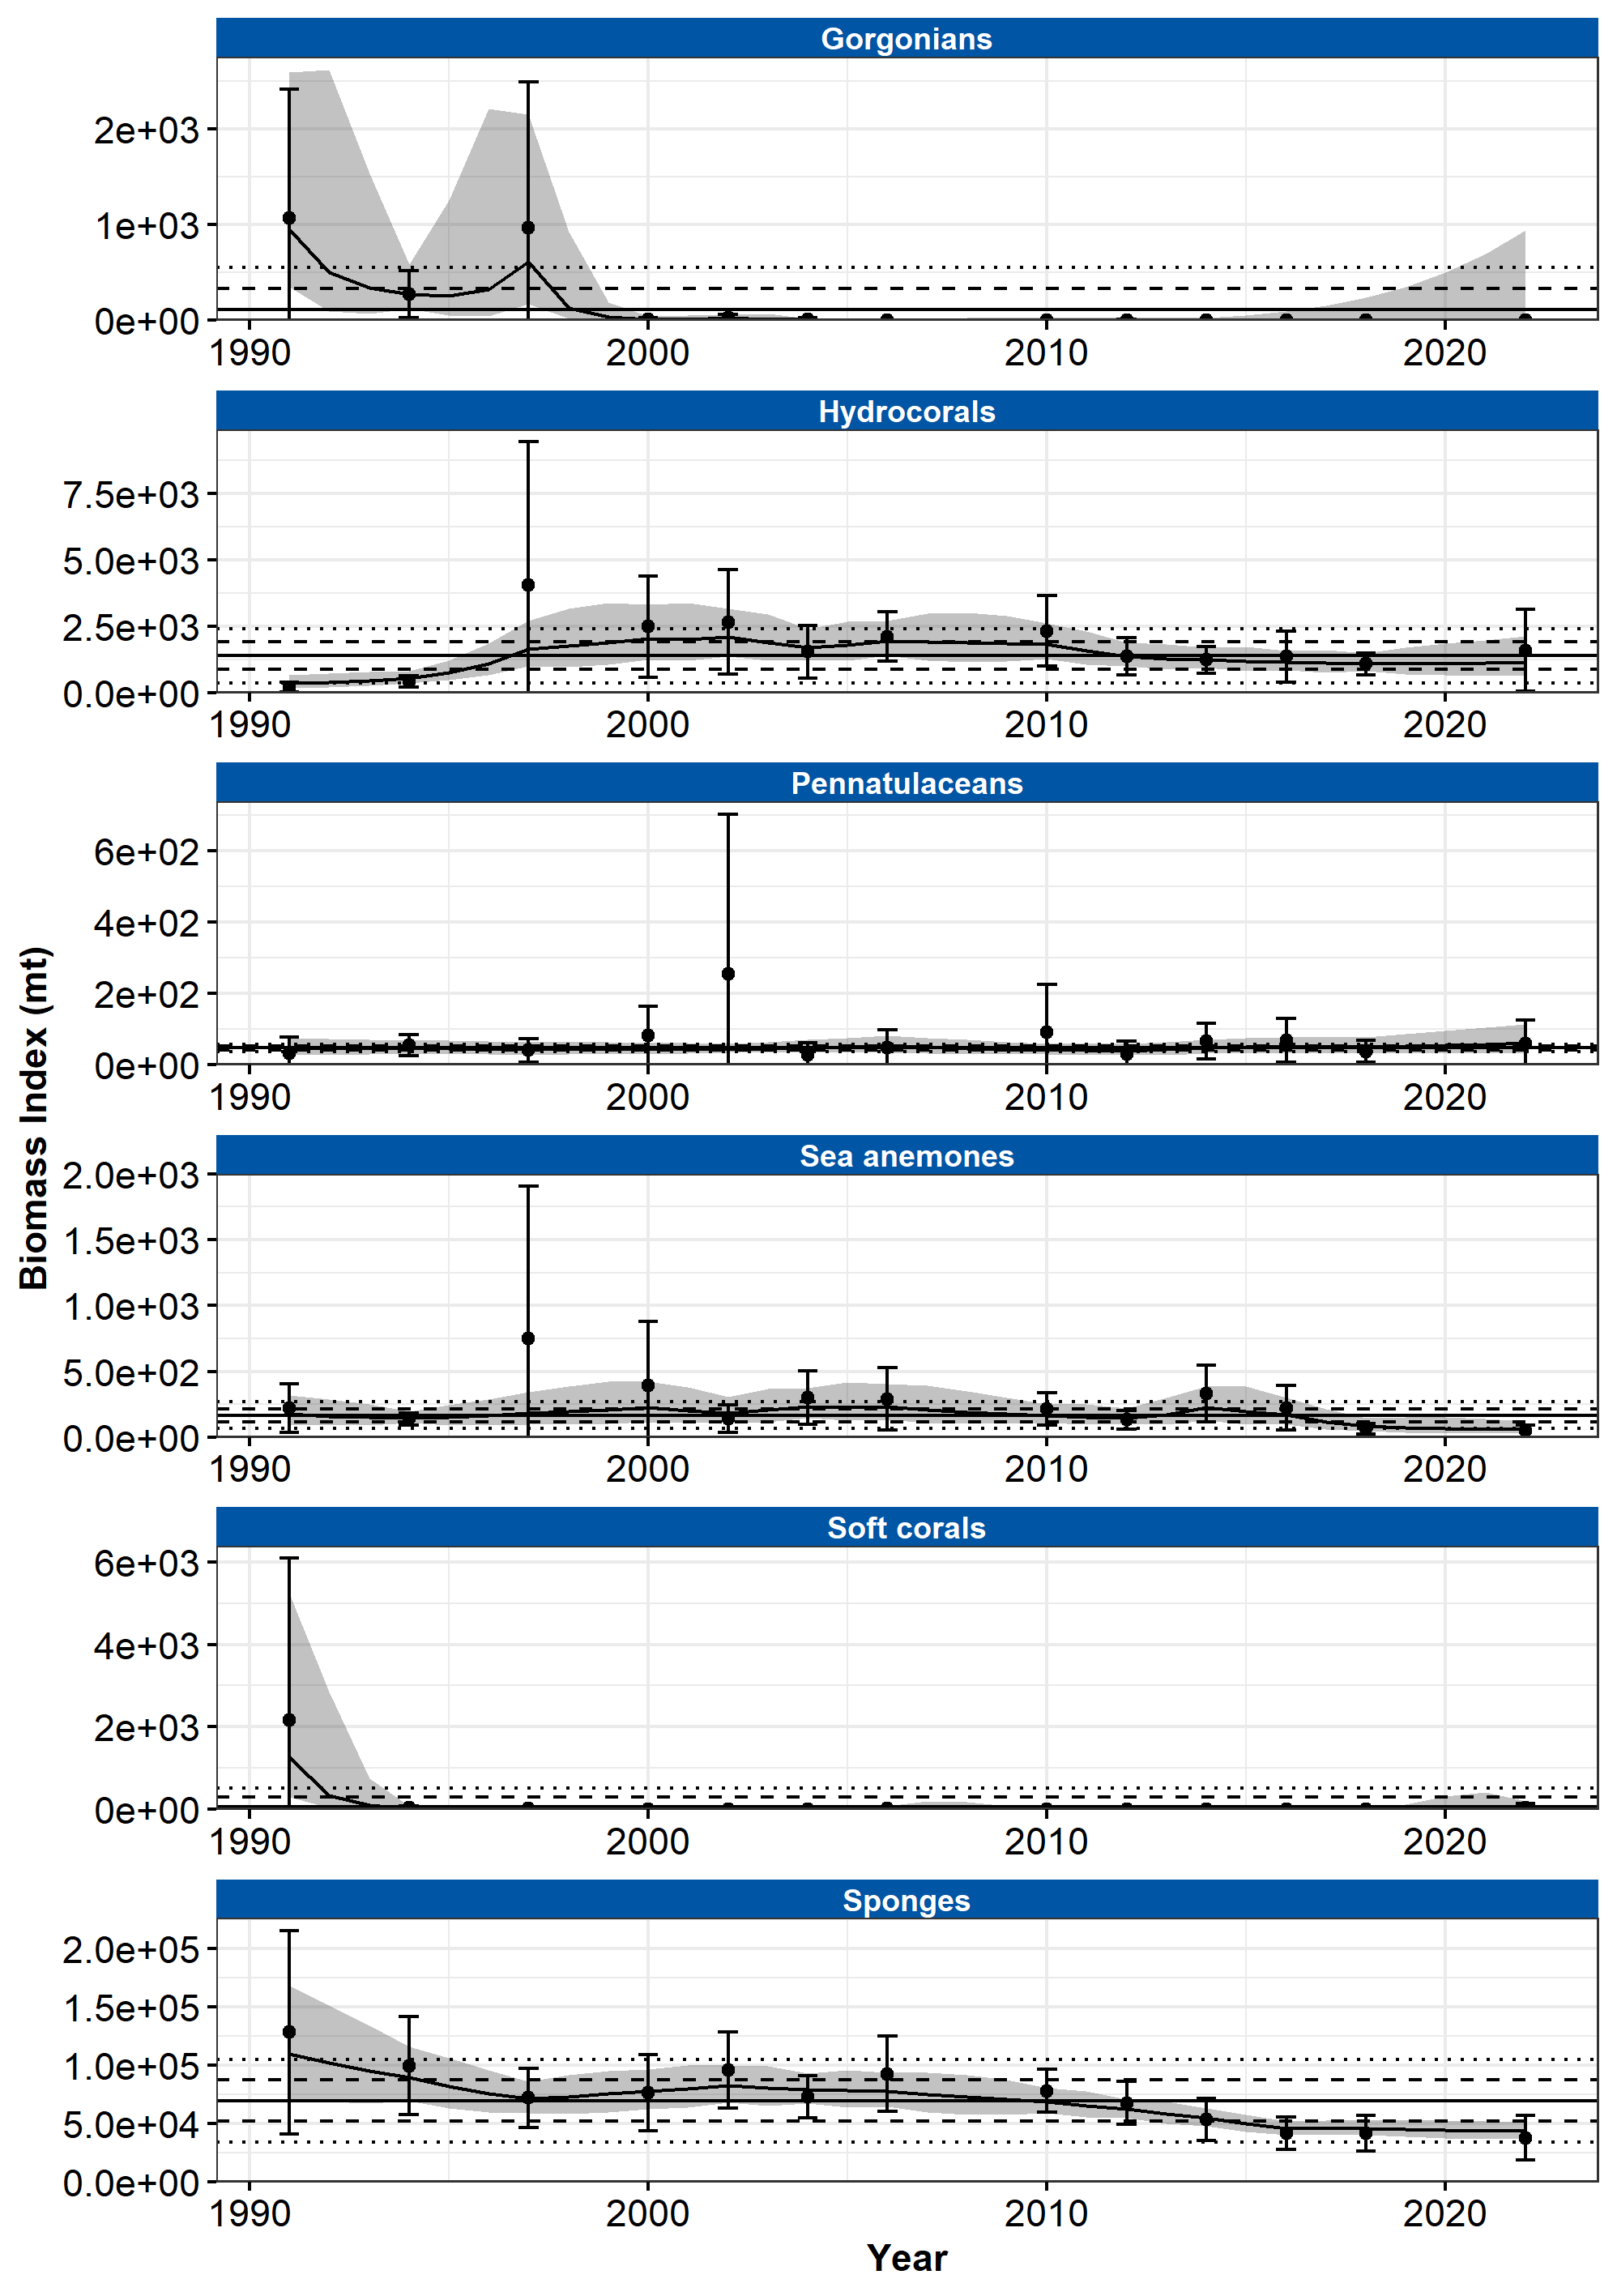 Gorgonians
2e+03
1e+03
0e+00
1990 2000 2010 2020
Hydrocorals
7.5e+03
5.0e+03
2.5e+03
0.0e+00
1990 2000 2010 2020
Pennatulaceans
6e+02
4e+02
2e+02
0e+00
1990 2000 2010 2020
Biomass Index (mt)
Sea anemones
2.0e+03
1.5e+03
1.0e+03
5.0e+02
0.0e+00
1990 2000 2010 2020
Soft corals
6e+03
4e+03
2e+03
0e+00
1990 2000 2010 2020
Sponges
2.0e+05
1.5e+05
1.0e+05
5.0e+04
0.0e+00
1990 2000 2010 2020
Year